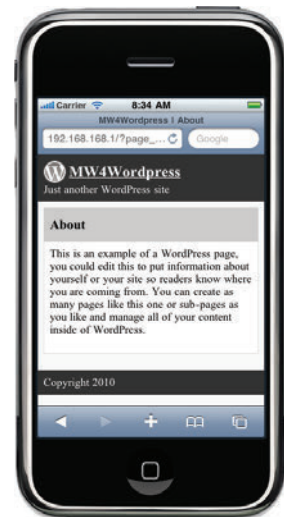 Carrier 8:34 AM
MW4Wordpress | About
192.168.168.1/?page_... Google
MW4Wordpress
Just another WordPress site
About
This is an example of a WordPress page,
you could edit this to put information about
yourself or your site so readers know where
you are coming from. You can create as
many pages like this one or sub-pages as
you like and manage all of your content
inside of WordPress.
Copyright 2010